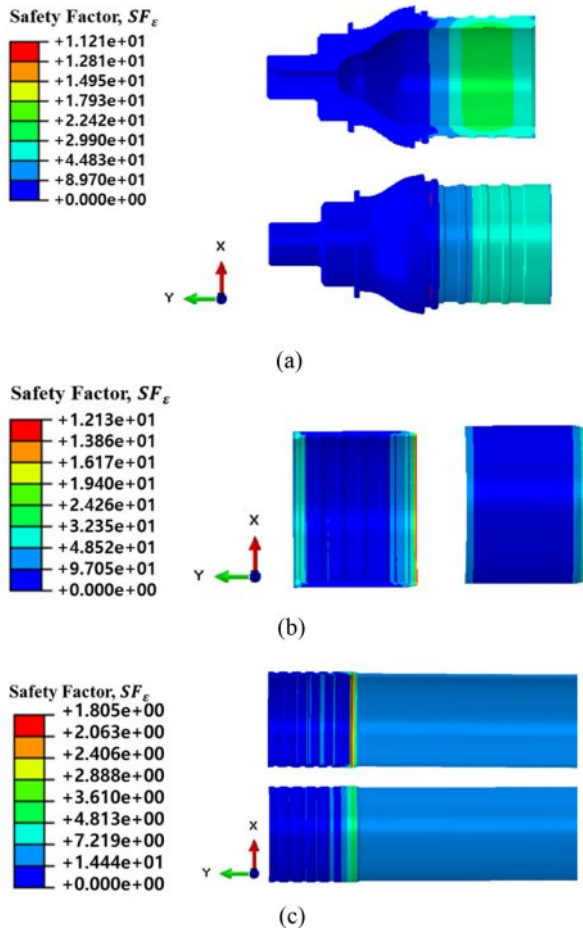 Safety Factor, SFε
+1.121e+01
+1.281e+01
+1.495e+01
+1.793e+01
+2.242e+01
+2.990e+01
+4.483e+01
+8.970e+01
+0.000e+00
X
Y
(a)
Safety Factor, SFε
+1.213e+01
+1.386e+01
+1.617e+01
+1.940e+01
+2.426e+01
+3.235e+01
+4.852e+01
+9.705e+01
+0.000e+00
X
Y
(b)
Safety Factor, SFε
+1.805e+00
+2.063e+00
+2.406e+00
+2.888e+00
+3.610e+00
+4.813e+00
+7.219e+00
+1.444e+01
+0.000e+00
X
Y
(c)